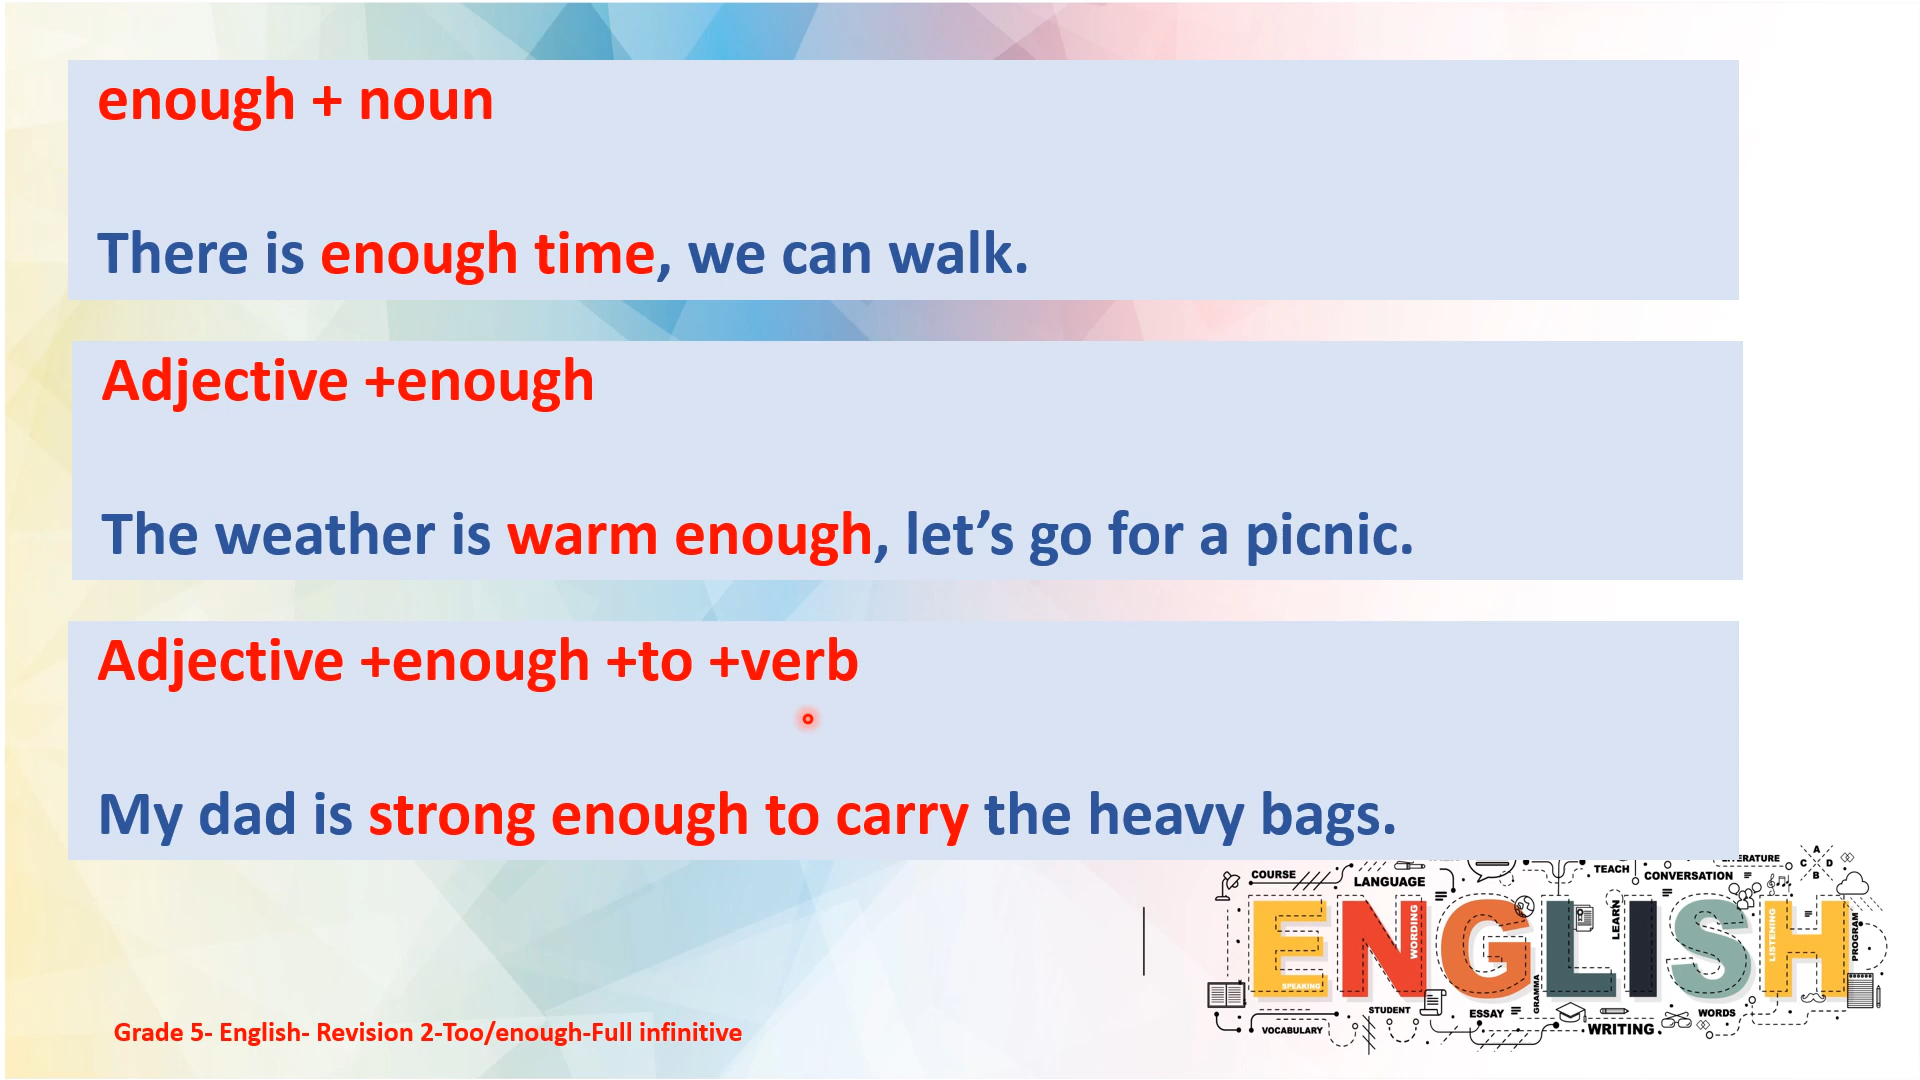 enough + noun
There is enough time, we can walk.
Adjective +enough
The weather is warm enough, let’s go for a picnic.
Adjective +enough +to +verb
My dad is strong enough to carry the heavy bags.
A
C D
B
COURSE
LANGUAGE
TEACH
CONVERSATION
ENGLISH
WORDING
LEARN
LISTENING
PROGRAM
SPEAKING
GRAMMAR
STUDENT
ESSAY
WORDS
VOCABULARY
WRITING
Grade 5- English- Revision 2-Too/enough-Full infinitive